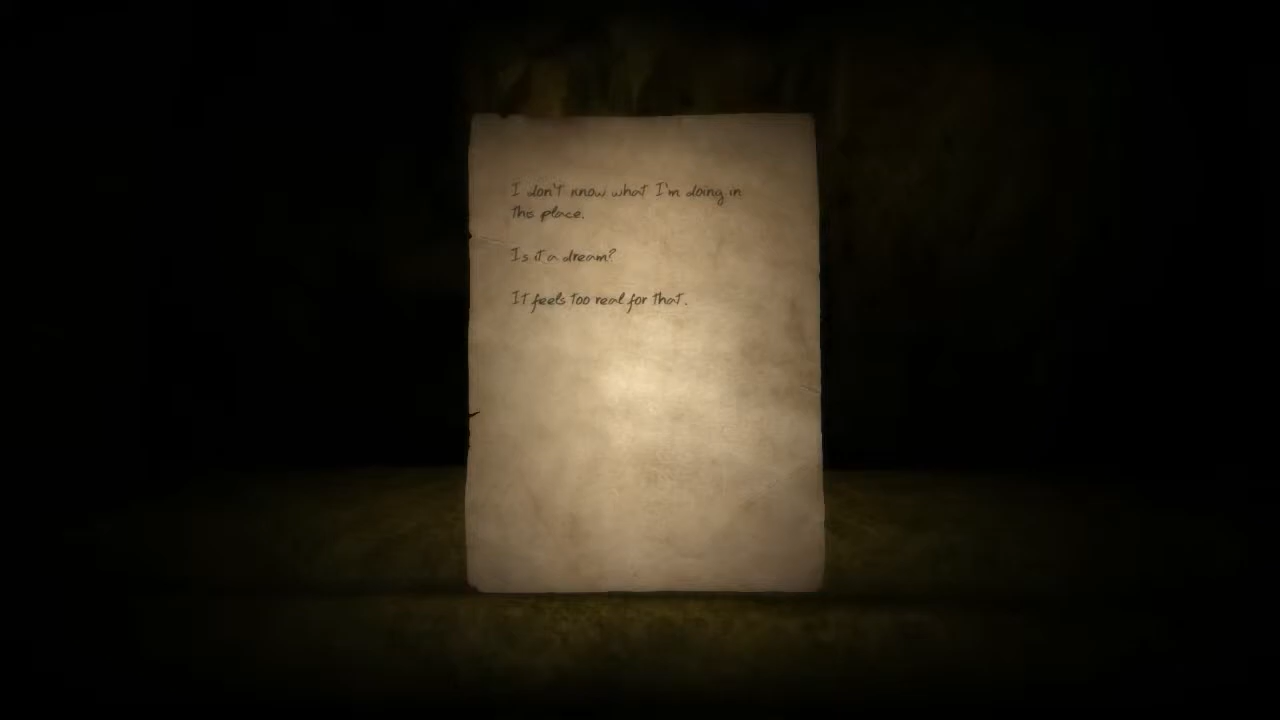 I don't know what I'm doing in
this place.
Is it a dream?
It feels too real for that.